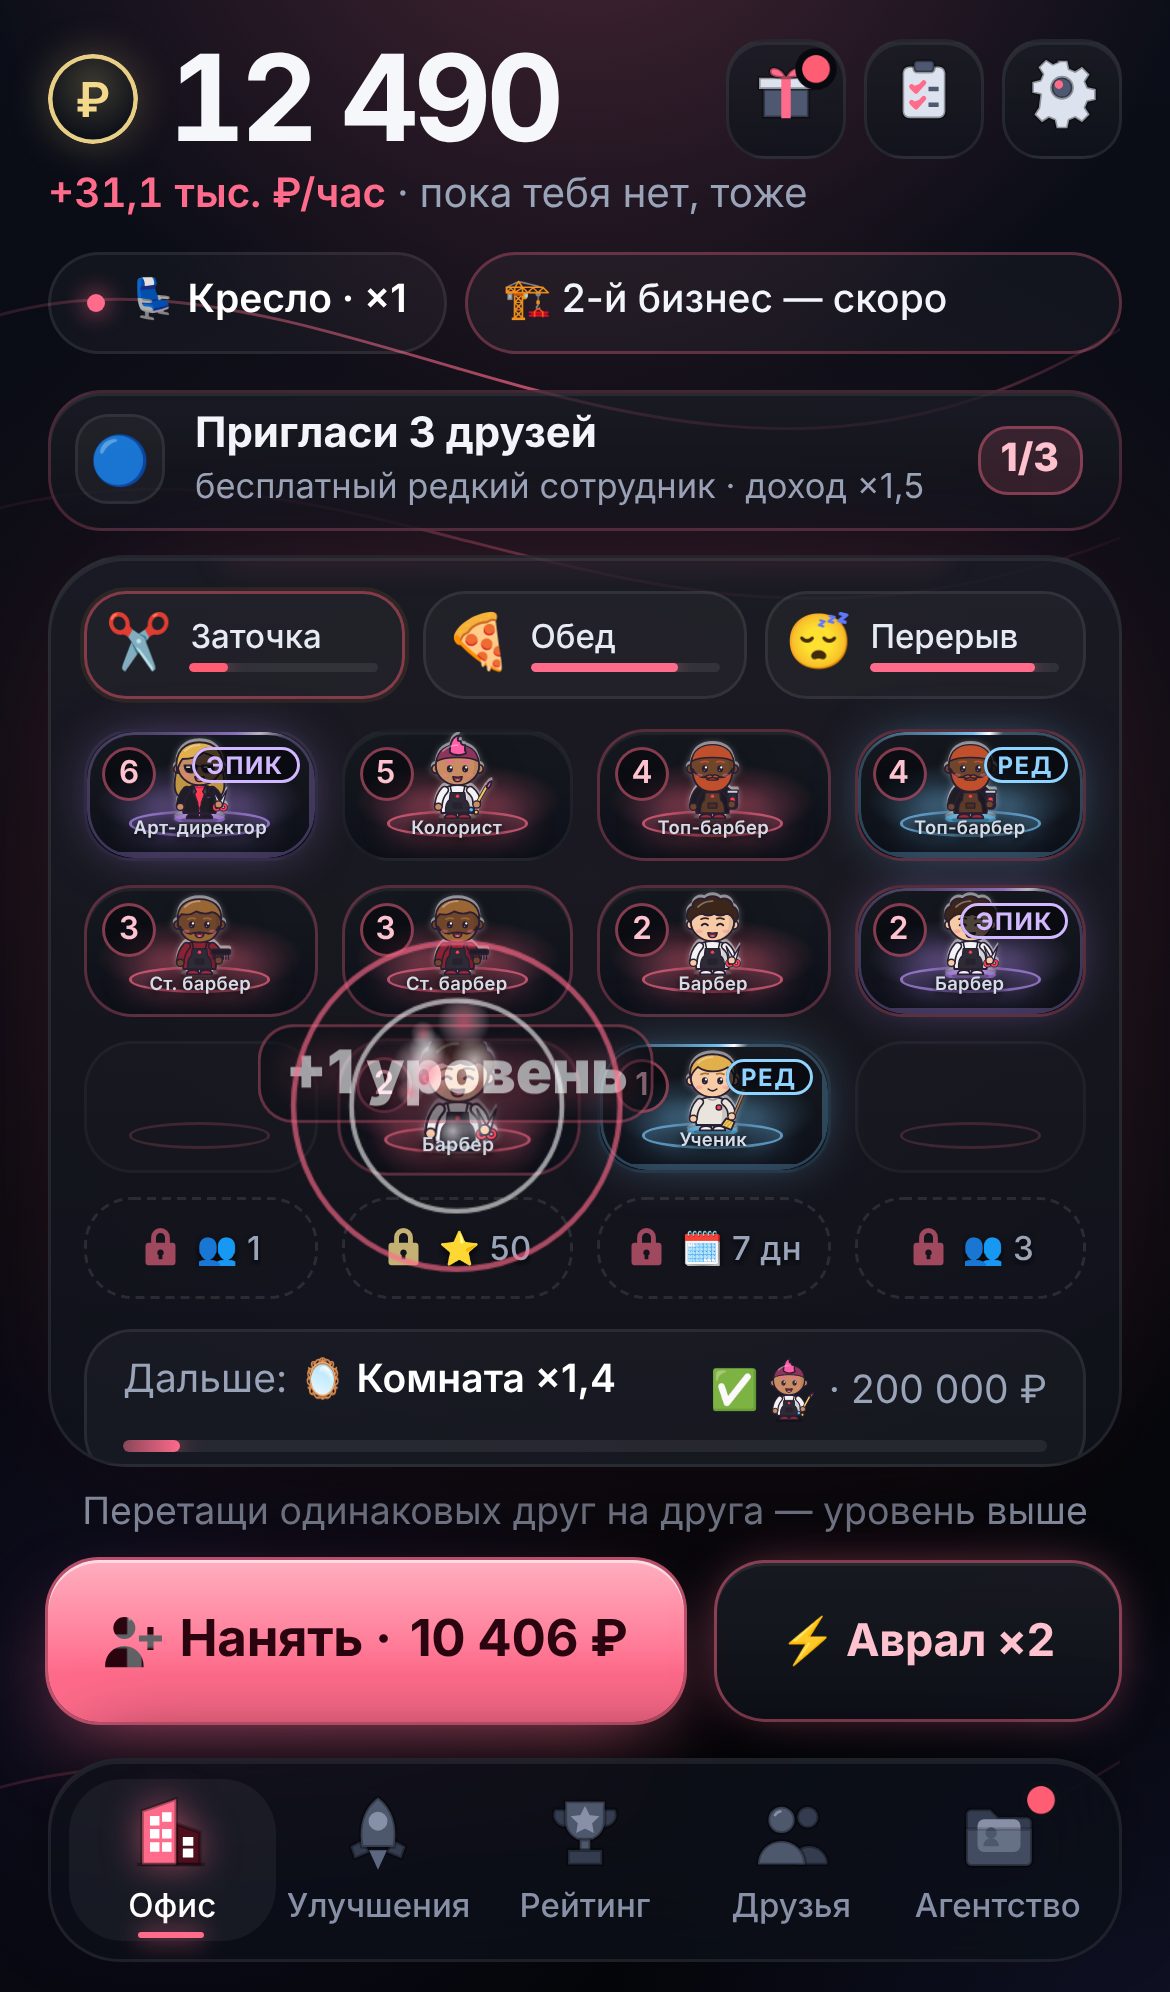 ₽ 12 490
+31,1 тыс. ₽/час · пока тебя нет, тоже
Кресло · ×1
2-й бизнес — скоро
Пригласи 3 друзей
бесплатный редкий сотрудник · доход ×1,5
1/3
Заточка
Обед
Перерыв
6 ЭПИК
Арт-директор
5
Колорист
4
Топ-барбер
4 РЕД
Топ-барбер
3
Ст. барбер
3
Ст. барбер
2
Барбер
2 ЭПИК
Барбер
+1 уровень
2
Барбер
1 РЕД
Ученик
1
50
7 дн
3
Дальше: Комната ×1,4
· 200 000 ₽
Перетащи одинаковых друг на друга — уровень выше
Нанять · 10 406 ₽
Аврал ×2
Офис
Улучшения
Рейтинг
Друзья
Агентство